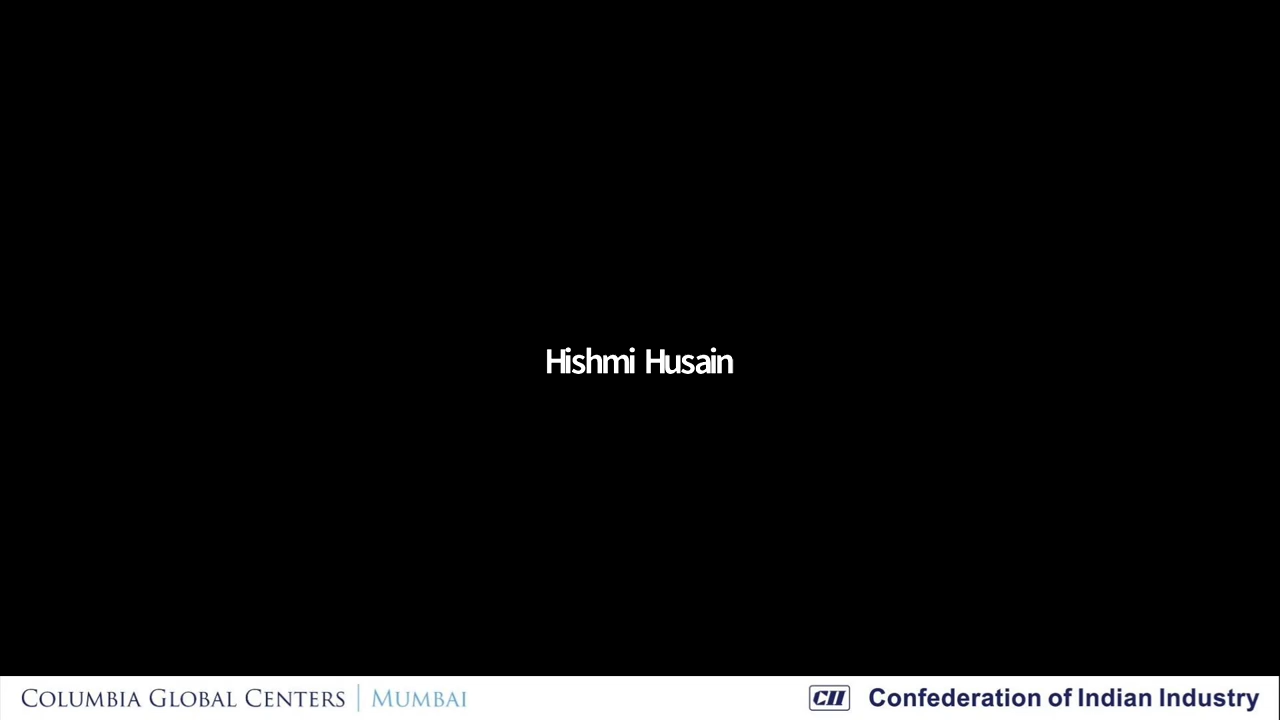 Hishmi Husain
COLUMBIA GLOBAL CENTERS | MUMBAI
CII Confederation of Indian Industry